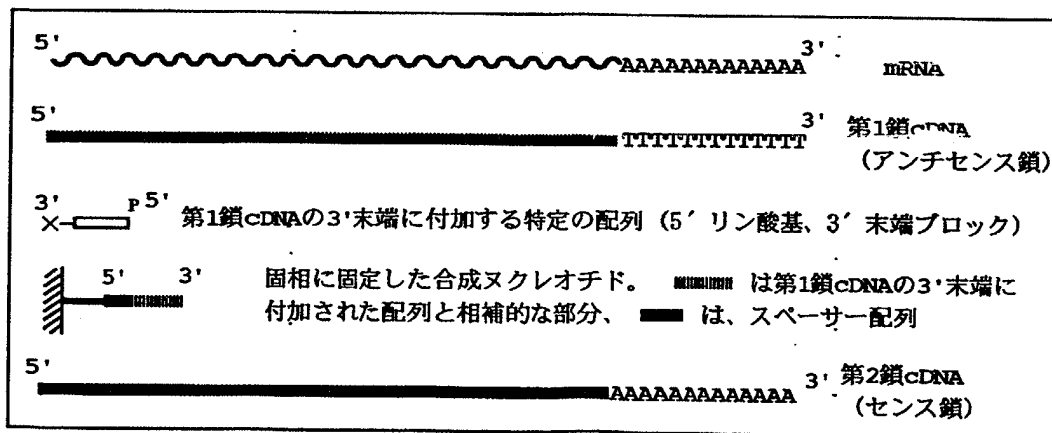 5' AAAAAAAAAAAAA 3' mRNA
5' TTTTTTTTTTTTT 3' 第1鎖cDNA
(アンチセンス鎖)
3' × P 5' 第1鎖cDNAの3'末端に付加する特定の配列 (5′ リン酸基、3′ 末端ブロック)
5' 3' 固相に固定した合成ヌクレオチド。 は第1鎖cDNAの3'末端に
付加された配列と相補的な部分、 は、スペーサー配列
5' AAAAAAAAAAAAA 3' 第2鎖cDNA
(センス鎖)